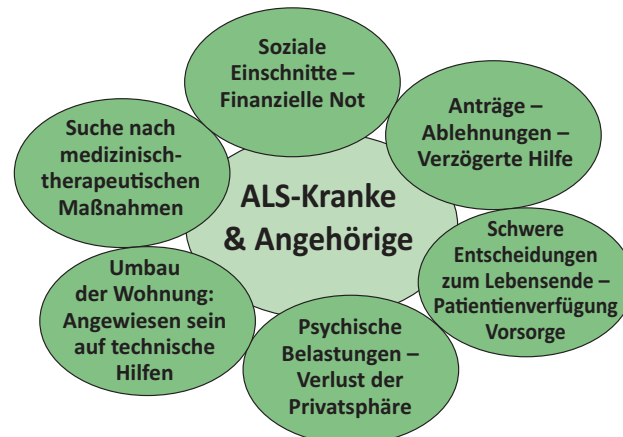 Soziale
Einschnitte –
Finanzielle Not
Anträge –
Ablehnungen –
Verzögerte Hilfe
Suche nach
medizinisch-
therapeutischen
Maßnahmen
ALS-Kranke
& Angehörige
Schwere
Entscheidungen
zum Lebensende –
Patientienverfügung
Vorsorge
Umbau
der Wohnung:
Angewiesen sein
auf technische
Hilfen
Psychische
Belastungen –
Verlust der
Privatsphäre